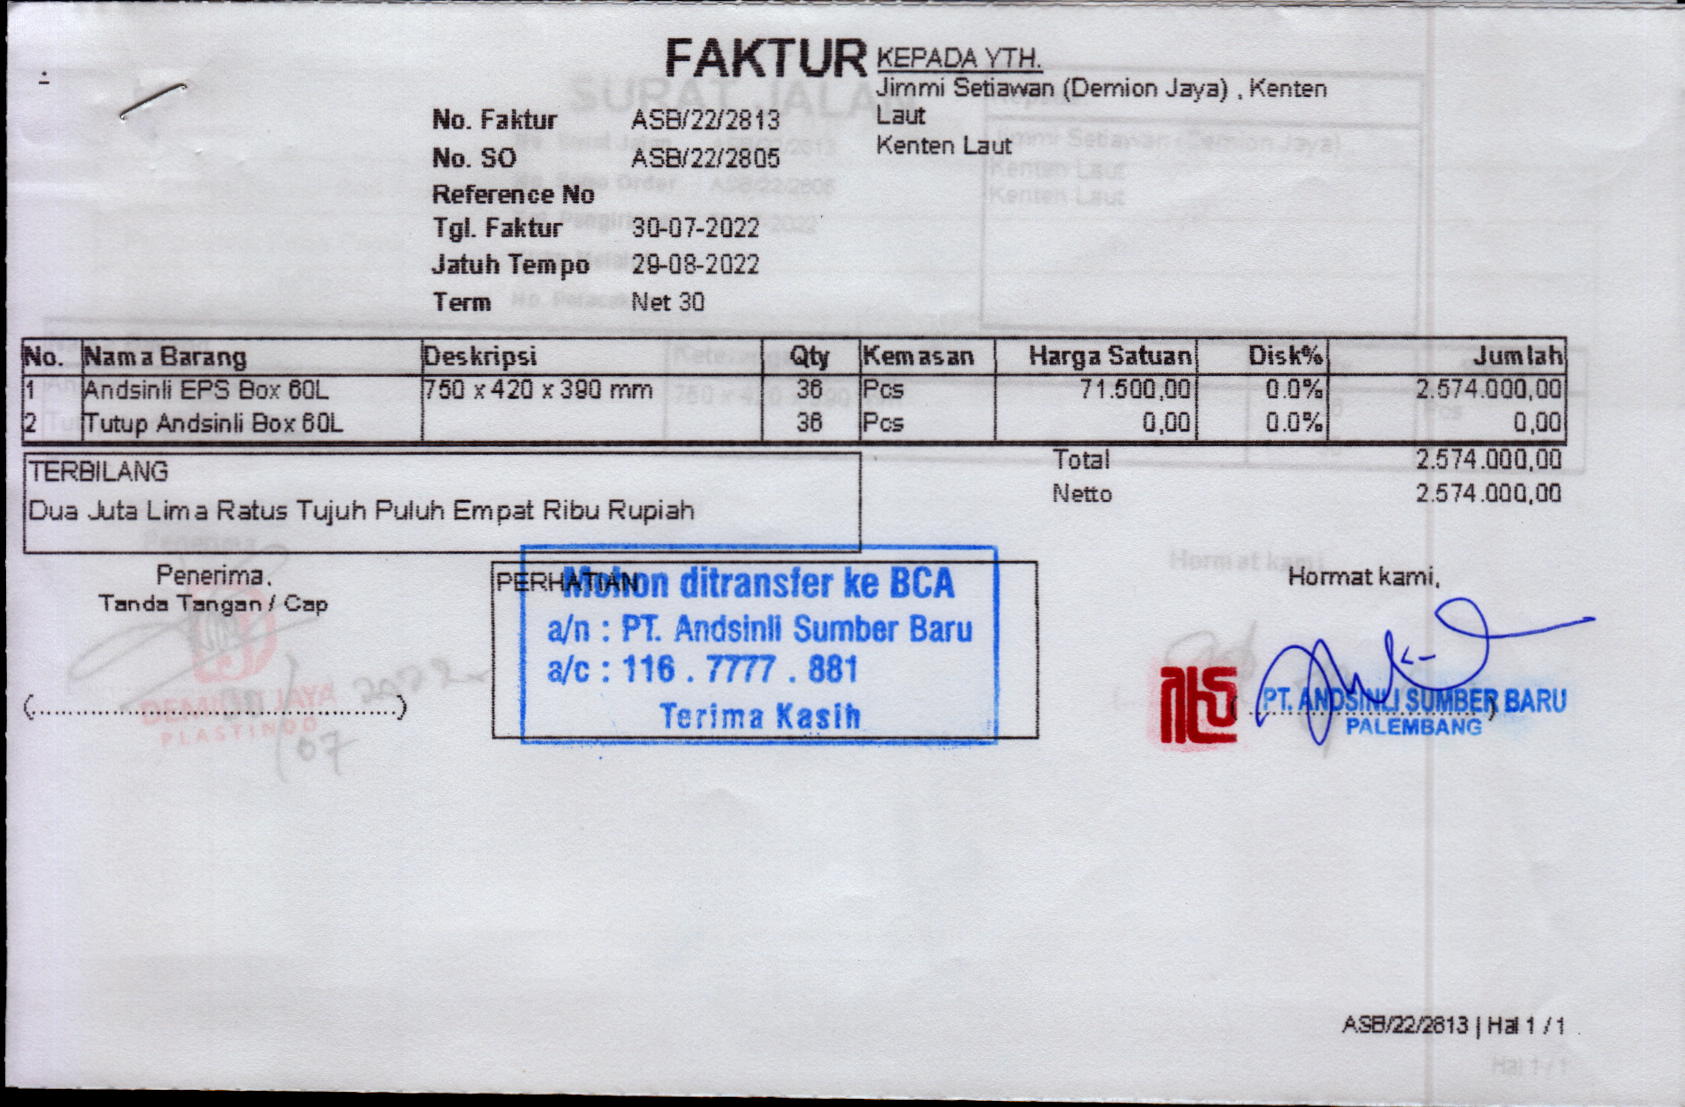 FAKTUR
KEPADA YTH.
Jimmi Setiawan (Demion Jaya) , Kenten
Laut
Kenten Laut
No. Faktur ASB/22/2813
No. SO ASB/22/2805
Reference No
Tgl. Faktur 30-07-2022
Jatuh Tempo 29-08-2022
Term Net 30
No. Nama Barang Deskripsi Qty Kemasan Harga Satuan Disk% Jumlah
1 Andsinli EPS Box 60L 750 x 420 x 390 mm 36 Pcs 71.500,00 0.0% 2.574.000,00
2 Tutup Andsinli Box 60L 36 Pcs 0,00 0.0% 0,00
TERBILANG
Dua Juta Lima Ratus Tujuh Puluh Empat Ribu Rupiah
Total 2.574.000,00
Netto 2.574.000,00
Penerima,
Tanda Tangan / Cap
(..................................................)
DEMION JAYA
PLASTINDO
PERHATIAN
Mohon ditransfer ke BCA
a/n : PT. Andsinli Sumber Baru
a/c : 116 . 7777 . 881
Terima Kasih
Hormat kami,
PT. ANDSINLI SUMBER BARU
PALEMBANG
ASB/22/2813 | Hal 1 / 1